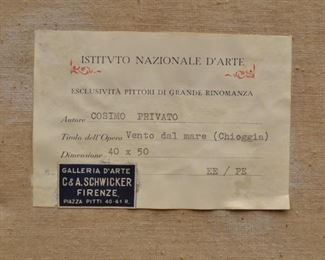 ISTITVTO NAZIONALE D'ARTE
ESCLUSIVITÀ PITTORI DI GRANDE RINOMANZA
Autore COSIMO PRIVATO
Titolo dell'Opera Vento dal mare (Chioggia)
Dimensione 40 x 50
EE / PE
GALLERIA D'ARTE
C & A. SCHWICKER
FIRENZE
PIAZZA PITTI 40-41 R.